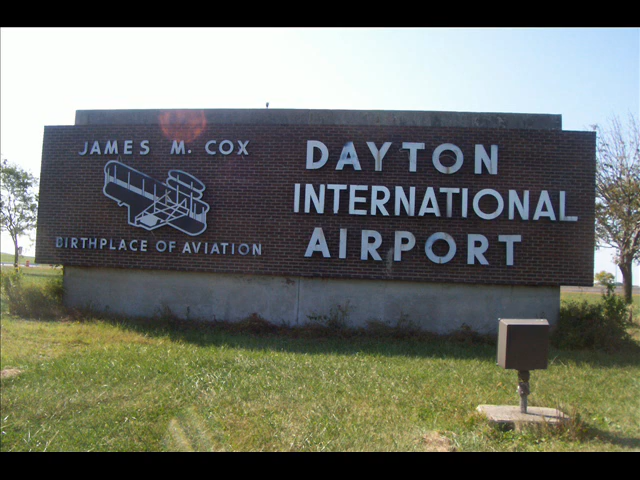 JAMES M. COX
BIRTHPLACE OF AVIATION
DAYTON
INTERNATIONAL
AIRPORT